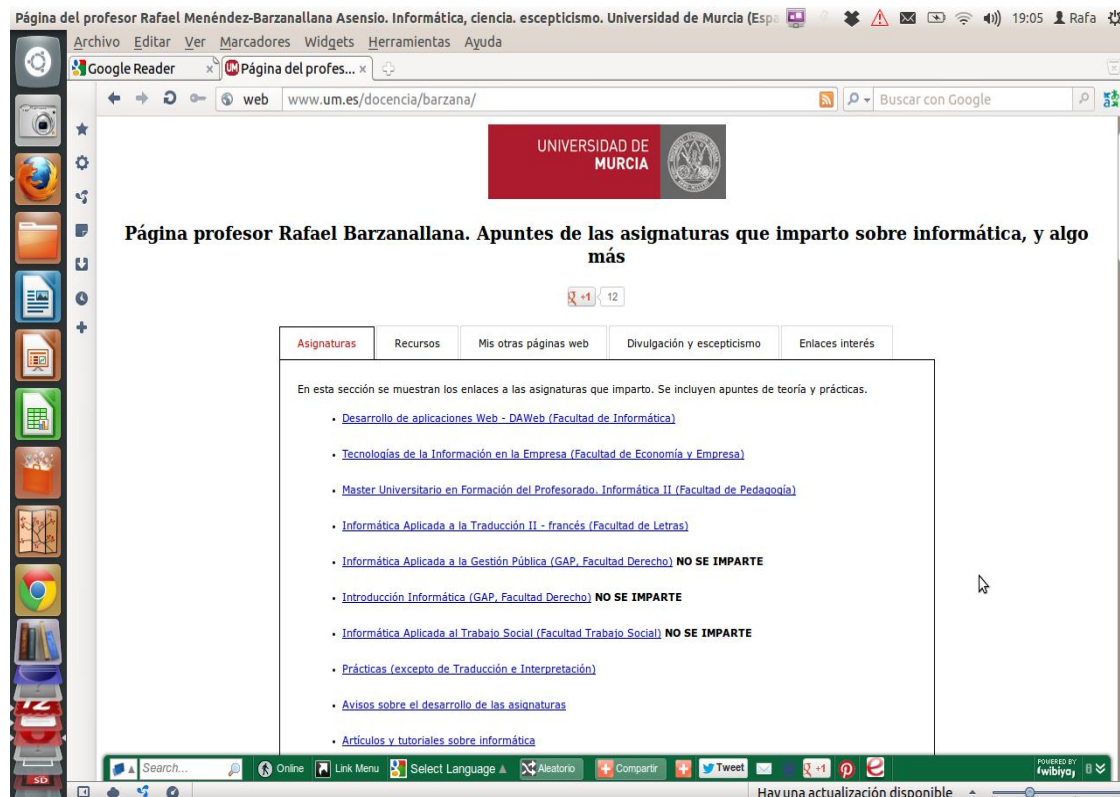 Página del profesor Rafael Menéndez-Barzanallana Asensio. Informática, ciencia. escepticismo. Universidad de Murcia (Espa
19:05 Rafa
Archivo Editar Ver Marcadores Widgets Herramientas Ayuda
Google Reader Página del profes...
web www.um.es/docencia/barzana/ Buscar con Google
UNIVERSIDAD DE
MURCIA
Página profesor Rafael Barzanallana. Apuntes de las asignaturas que imparto sobre informática, y algo
más
+1 12
Asignaturas Recursos Mis otras páginas web Divulgación y escepticismo Enlaces interés
En esta sección se muestran los enlaces a las asignaturas que imparto. Se incluyen apuntes de teoría y prácticas.
Desarrollo de aplicaciones Web - DAWeb (Facultad de Informática)
Tecnologías de la Información en la Empresa (Facultad de Economía y Empresa)
Master Universitario en Formación del Profesorado. Informática II (Facultad de Pedagogía)
Informática Aplicada a la Traducción II - francés (Facultad de Letras)
Informática Aplicada a la Gestión Pública (GAP, Facultad Derecho) NO SE IMPARTE
Introducción Informática (GAP, Facultad Derecho) NO SE IMPARTE
Informática Aplicada al Trabajo Social (Facultad Trabajo Social) NO SE IMPARTE
Prácticas (excepto de Traducción e Interpretación)
Avisos sobre el desarrollo de las asignaturas
Artículos y tutoriales sobre informática
Search... Online Link Menu Select Language Aleatorio Compartir Tweet +1 POWERED BY
fwibiya
SD
Hay una actualización disponible